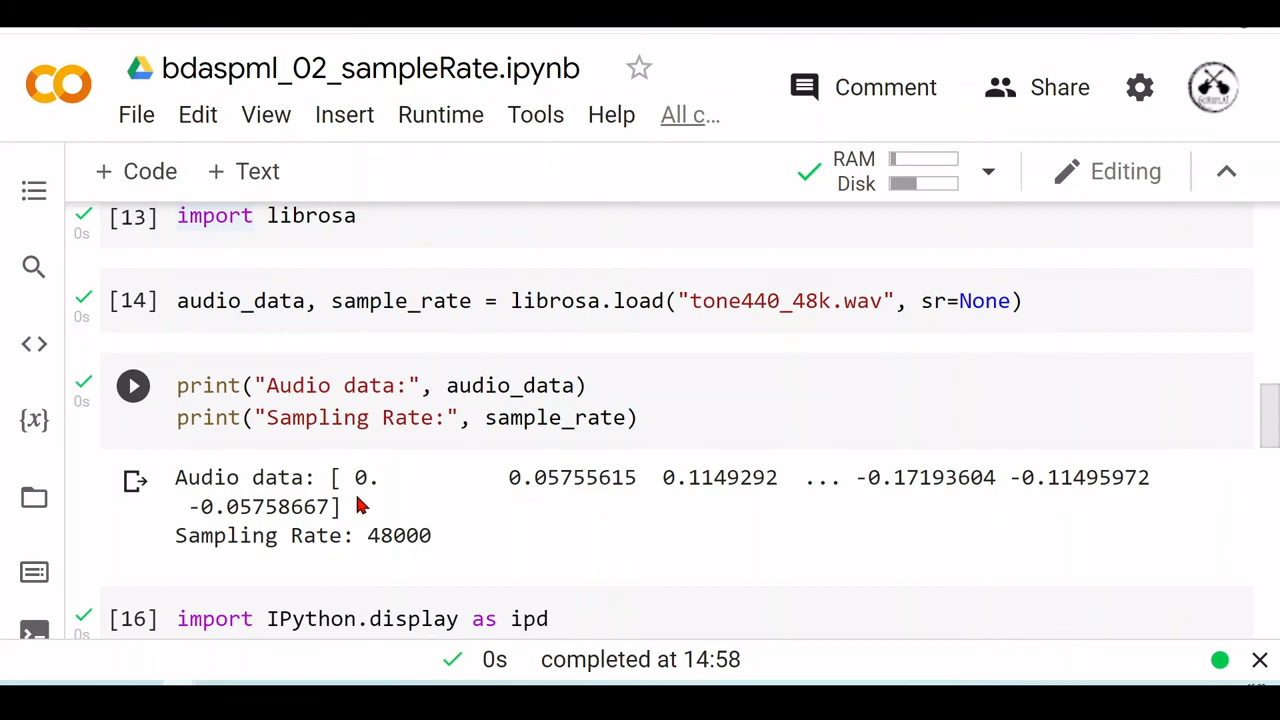 bdaspml_02_sampleRate.ipynb
Comment
Share
File Edit View Insert Runtime Tools Help All c...
+ Code + Text
RAM
Disk
Editing
[13] import librosa
0s
[14] audio_data, sample_rate = librosa.load("tone440_48k.wav", sr=None)
0s
print("Audio data:", audio_data)
0s
print("Sampling Rate:", sample_rate)
{x}
Audio data: [ 0. 0.05755615 0.1149292 ... -0.17193604 -0.11495972
-0.05758667]
Sampling Rate: 48000
[16] import IPython.display as ipd
0s
0s completed at 14:58